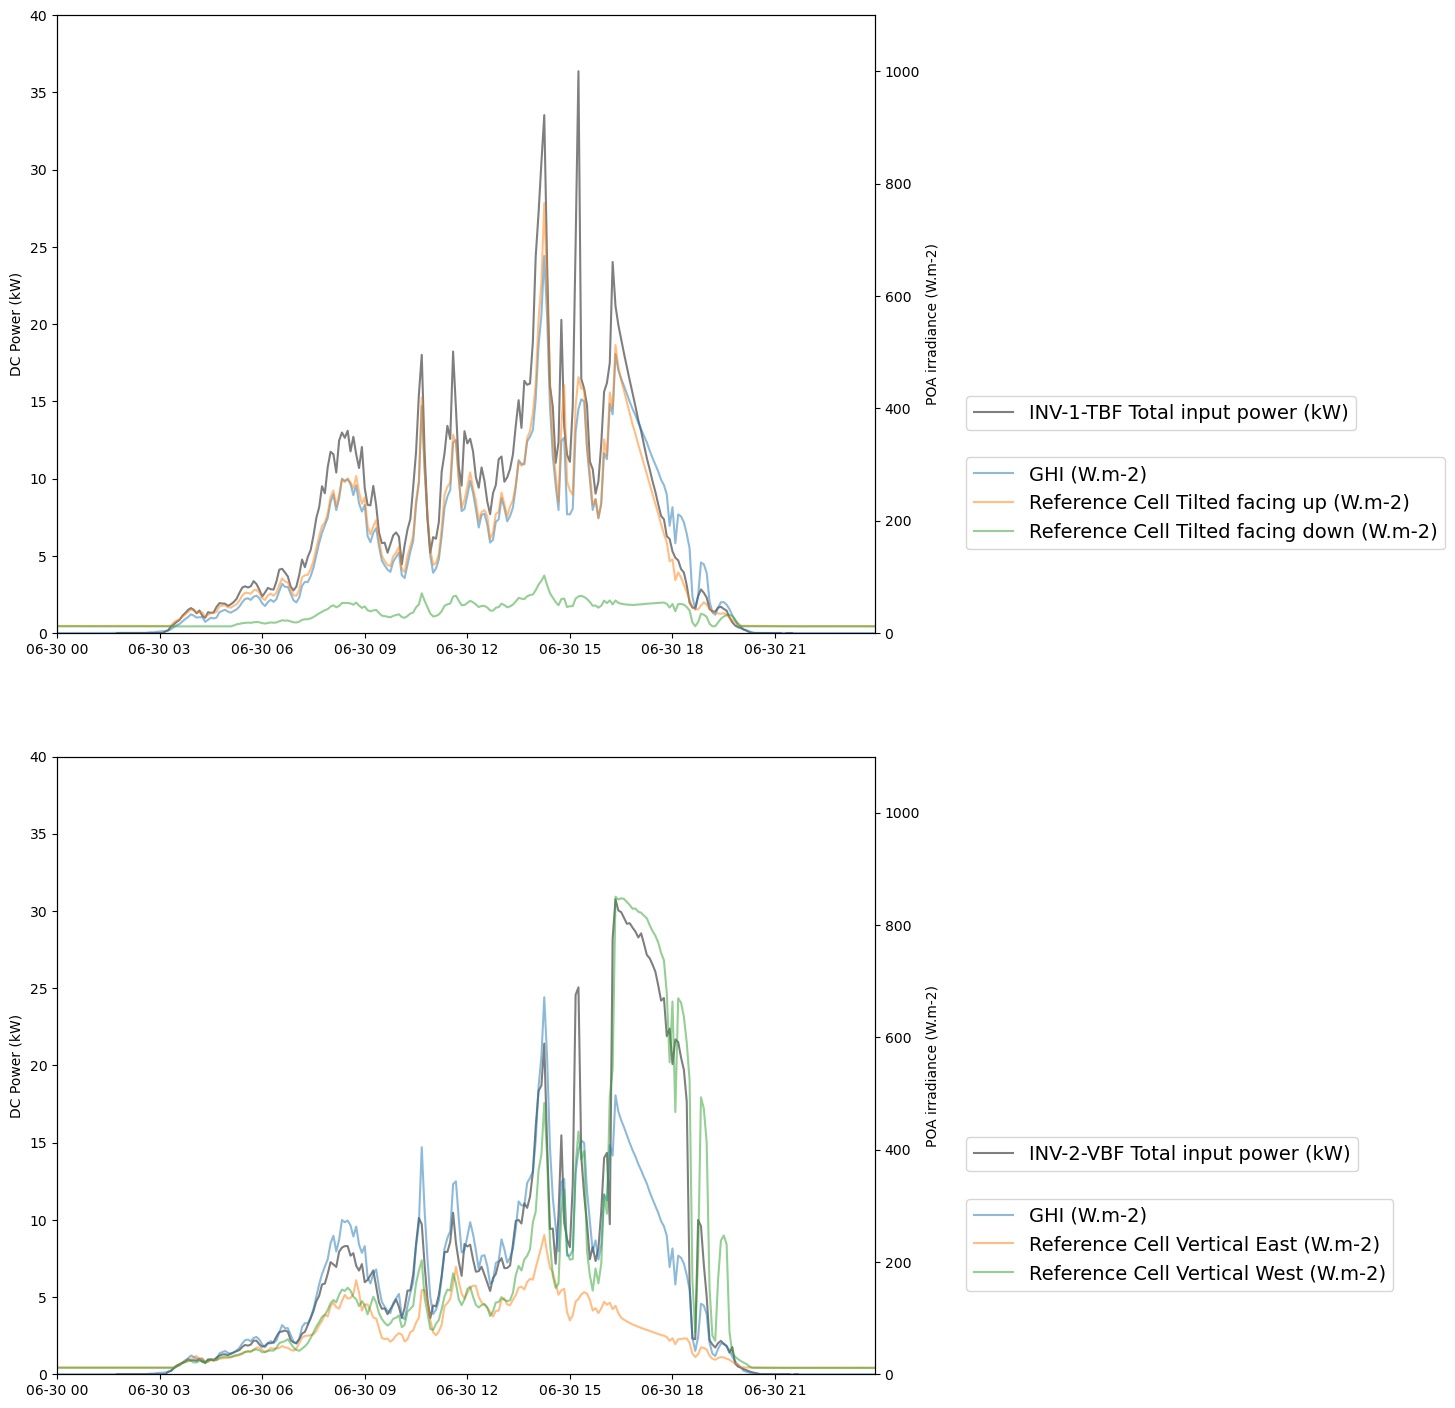 40
35
30
25
20
15
10
5
0
DC Power (kW)
1000
800
600
400
200
0
POA irradiance (W.m-2)
06-30 00 06-30 03 06-30 06 06-30 09 06-30 12 06-30 15 06-30 18 06-30 21
INV-1-TBF Total input power (kW)
GHI (W.m-2)
Reference Cell Tilted facing up (W.m-2)
Reference Cell Tilted facing down (W.m-2)
40
35
30
25
20
15
10
5
0
DC Power (kW)
1000
800
600
400
200
0
POA irradiance (W.m-2)
06-30 00 06-30 03 06-30 06 06-30 09 06-30 12 06-30 15 06-30 18 06-30 21
INV-2-VBF Total input power (kW)
GHI (W.m-2)
Reference Cell Vertical East (W.m-2)
Reference Cell Vertical West (W.m-2)